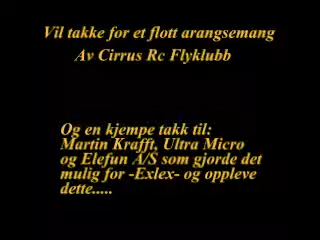 Vil takke for et flott arangsemang
Av Cirrus Rc Flyklubb
Og en kjempe takk til:
Martin Krafft, Ultra Micro
og Elefun A/S som gjorde det
mulig for -Exlex- og oppleve
dette.....